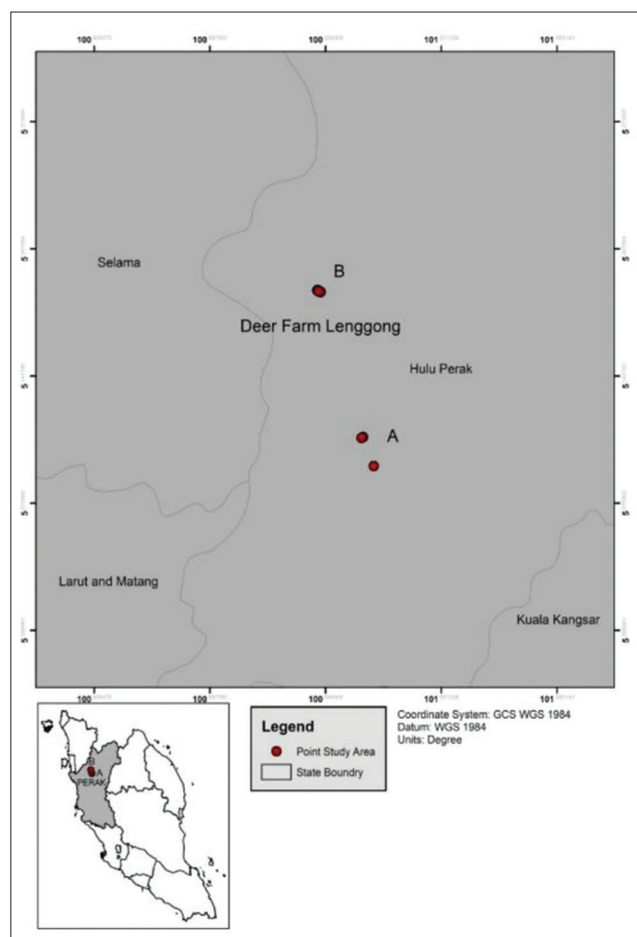 100
100
100
101
101
B
Selama
Deer Farm Lenggong
Hulu Perak
A
Larut and Matang
Kuala Kangsar
100
100
100
101
101
Legend
Point Study Area
State Boundry
Coordinate System: GCS WGS 1984
Datum: WGS 1984
Units: Degree
B
A
PERAK